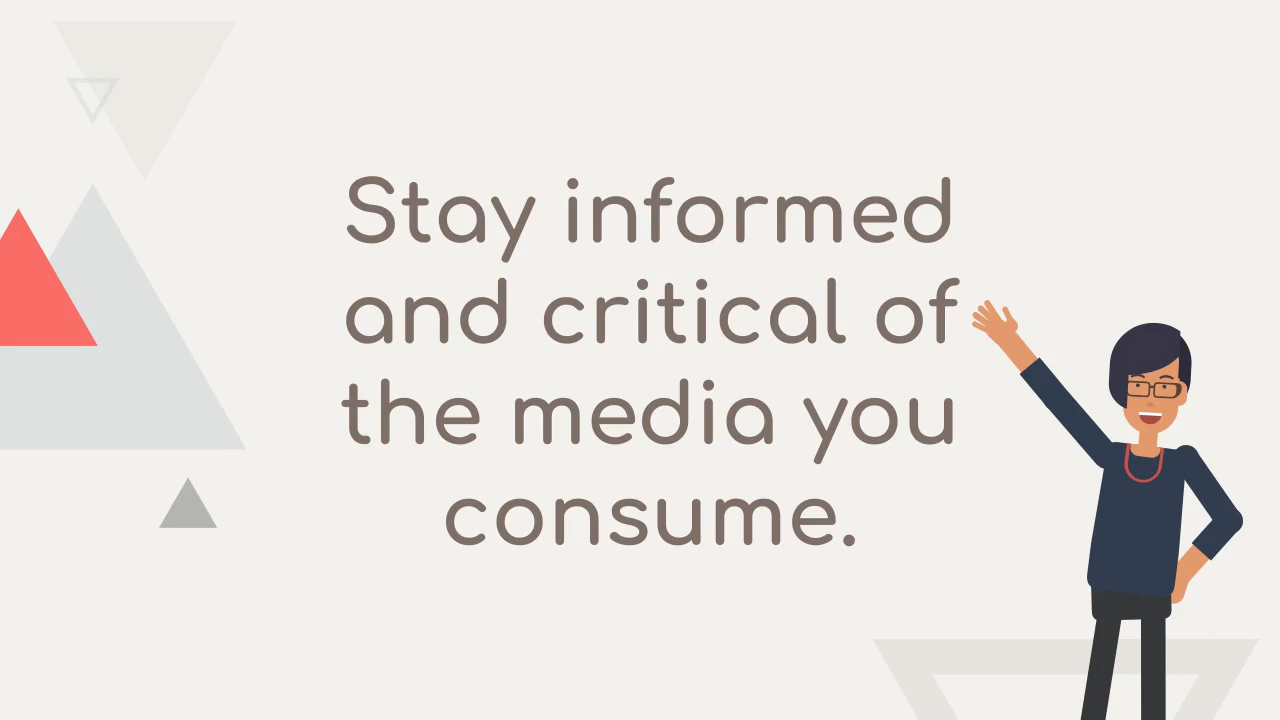 Stay informed
and critical of
the media you
consume.